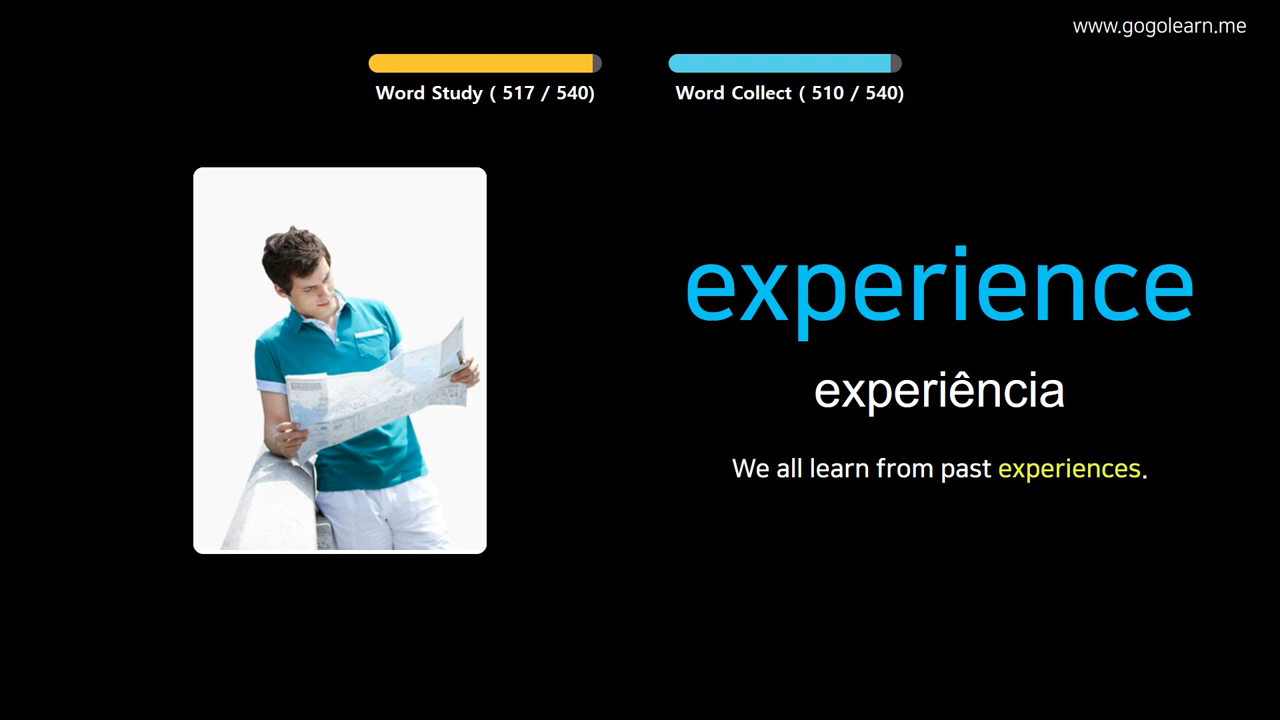 www.gogolearn.me
Word Study ( 517 / 540)
Word Collect ( 510 / 540)
experience
experiência
We all learn from past experiences.